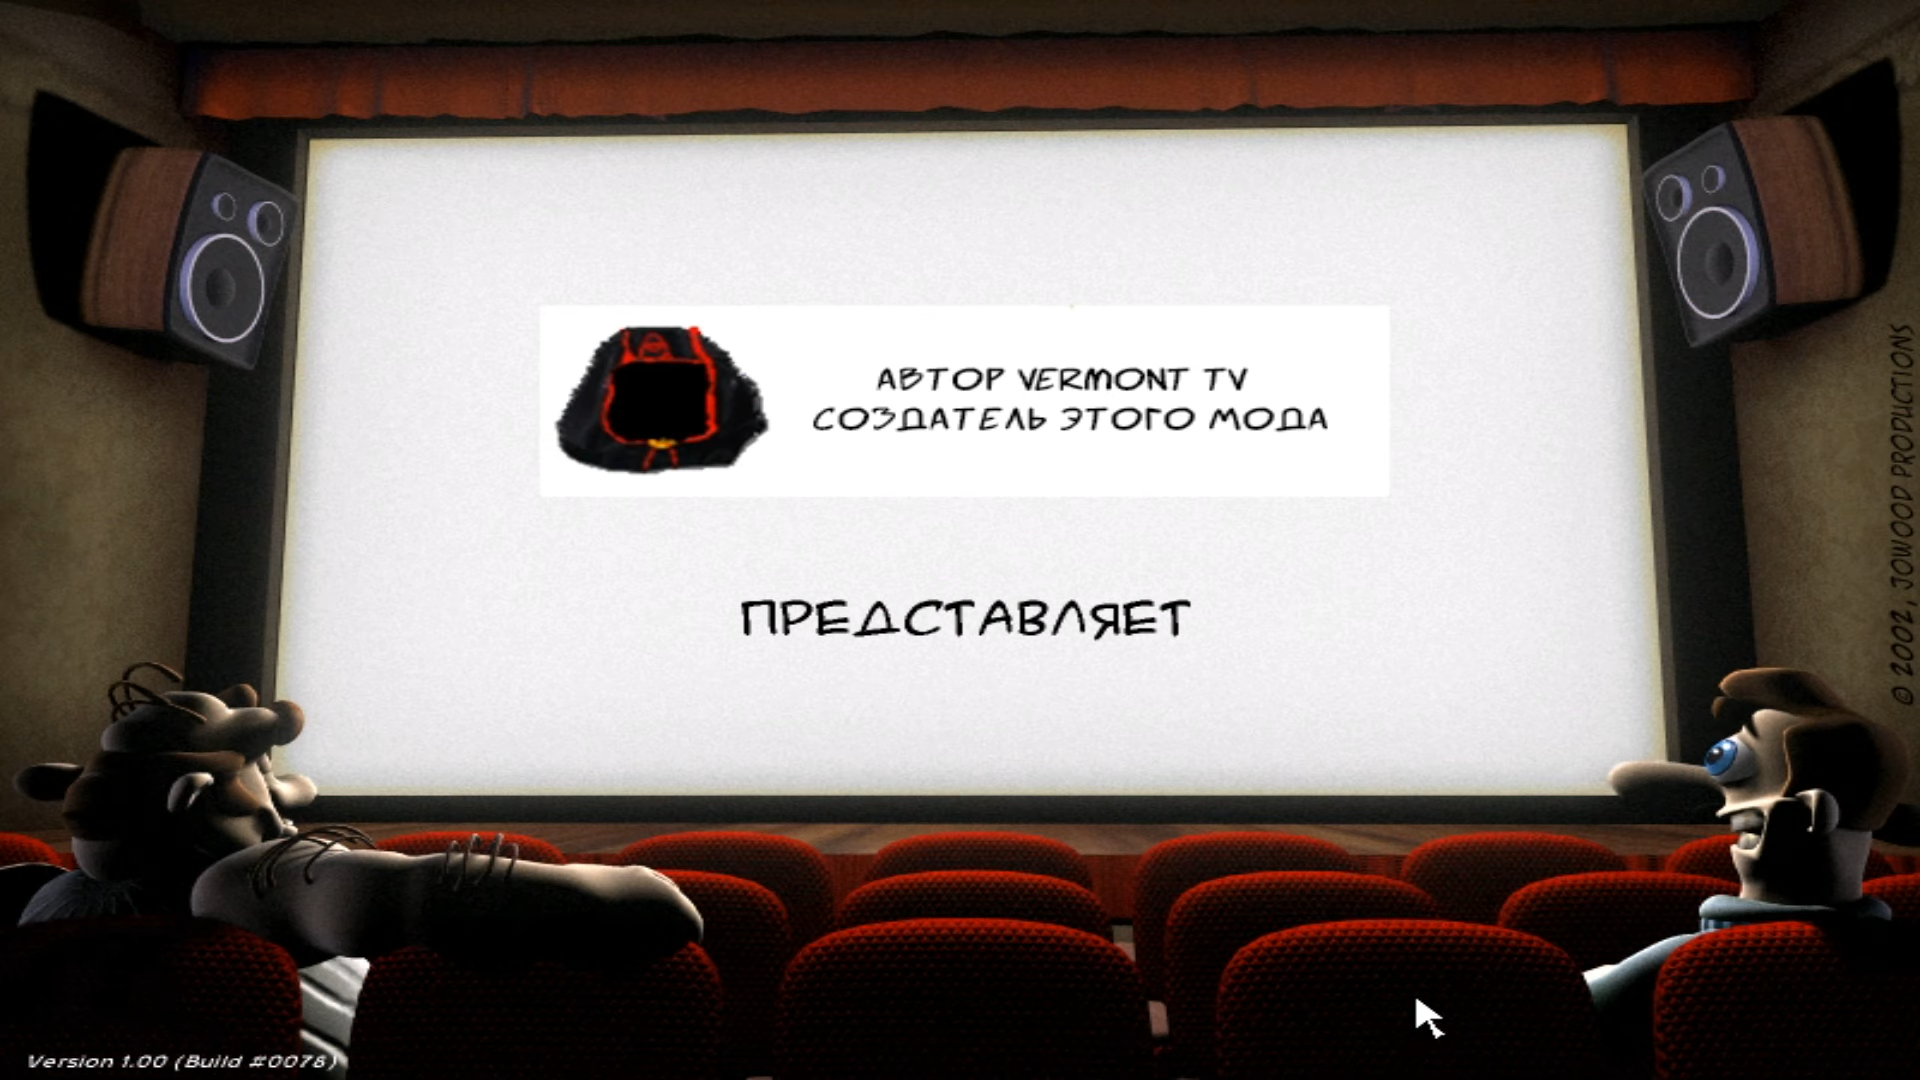 АВТОР VERMONT TV
СОЗДАТЕЛЬ ЭТОГО МОДА
ПРЕДСТАВЛЯЕТ
© 2002, JOWOOD PRODUCTIONS
Version 1.00 (Build #0078)